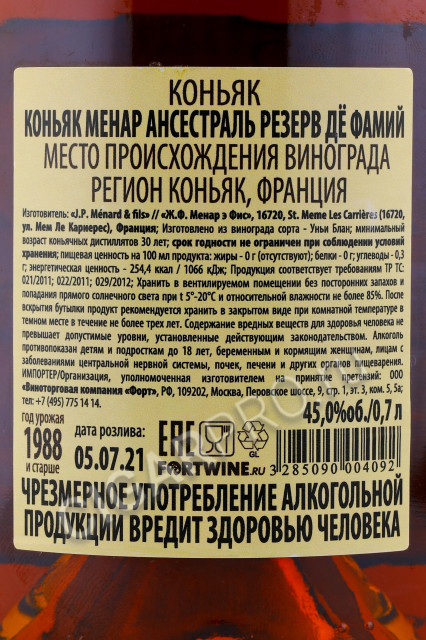 КОНЬЯК
КОНЬЯК МЕНАР АНСЕСТРАЛЬ РЕЗЕРВ ДЁ ФАМИЙ
МЕСТО ПРОИСХОЖДЕНИЯ ВИНОГРАДА
РЕГИОН КОНЬЯК, ФРАНЦИЯ
Изготовитель: «J.P. Ménard & fils» // «Ж.Ф. Менар э Фис», 16720, St. Meme Les Carrières (16720,
ул. Мем Ле Карнерес), Франция; Изготовлено из винограда сорта - Уньи Блан; минимальный
возраст коньячных дистиллятов 30 лет; срок годности не ограничен при соблюдении условий
хранения; пищевая ценность на 100 мл продукта: жиры - 0 г (отсутствуют); белки - 0 г; углеводы - 0,3
г; энергетическая ценность - 254,4 ккал / 1066 кДж; Продукция соответствует требованиям ТР ТС:
021/2011; 022/2011; 029/2012; Хранить в вентилируемом помещении без посторонних запахов и
попадания прямого солнечного света при t 5°-20°C и относительной влажности не более 85%. После
вскрытия бутылки продукт рекомендуется хранить в закрытом виде при комнатной температуре в
темном месте в течение не более трех лет. Содержание вредных веществ для здоровья человека не
превышает допустимые уровни, установленные действующим законодательством. Алкоголь
противопоказан детям и подросткам до 18 лет, беременным и кормящим женщинам, лицам с
заболеваниями центральной нервной системы, почек, печени и других органов пищеварения.
ИМПОРТЕР/Организация, уполномоченная изготовителем на принятие претензий: ООО
«Виноторговая компания «Форт», РФ, 109202, Москва, Перовское шоссе, 9, стр. 1, эт. 3, ком. 5, 5а;
тел: +7 (495) 775 14 14.
45,0%об./0,7 л
год урожая
1988
и старше
дата розлива:
05.07.21
EAC
GL
FORTWINE.RU
3 285090 004092
ЧРЕЗМЕРНОЕ УПОТРЕБЛЕНИЕ АЛКОГОЛЬНОЙ
ПРОДУКЦИИ ВРЕДИТ ЗДОРОВЬЮ ЧЕЛОВЕКА
CIGARPRO.RU